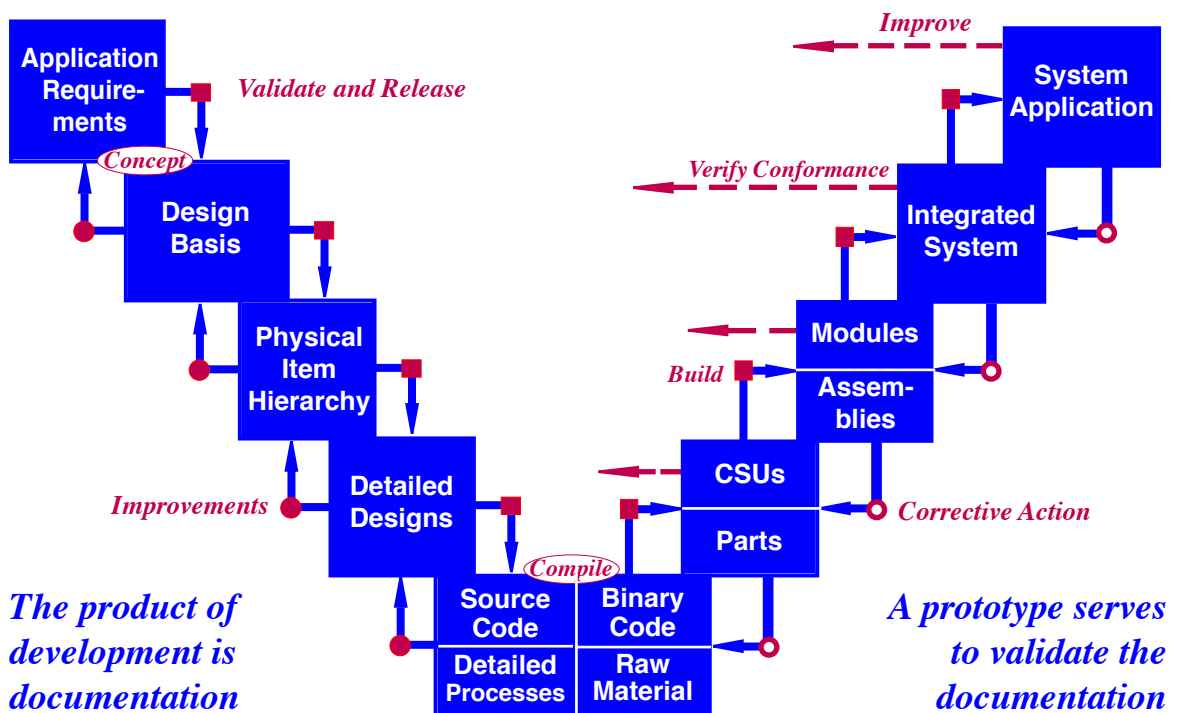 Application
Require-
ments
Validate and Release
Concept
Design
Basis
Physical
Item
Hierarchy
Improvements
Detailed
Designs
Source
Code
Detailed
Processes
Compile
Binary
Code
Raw
Material
CSUs
Parts
Corrective Action
Build
Modules
Assem-
blies
Verify Conformance
Integrated
System
Improve
System
Application
The product of
development is
documentation
A prototype serves
to validate the
documentation